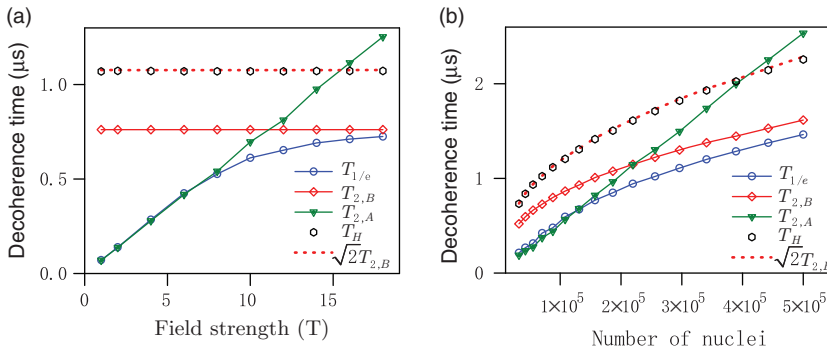 (a)
Decoherence time (μs)
1.0
0.5
0.0
0
5
10
15
Field strength (T)
T1/e
T2,B
T2,A
TH
√2T2,B
(b)
Decoherence time (μs)
2
1
0
1×10⁵
2×10⁵
3×10⁵
4×10⁵
5×10⁵
Number of nuclei
T1/e
T2,B
T2,A
TH